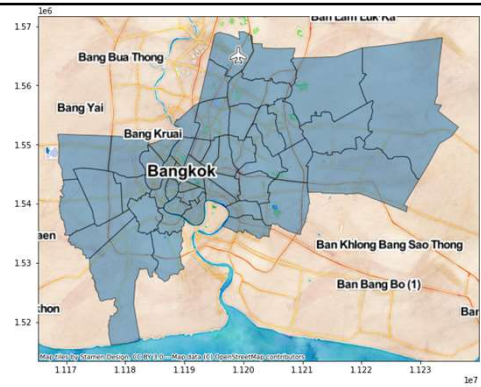 1e6
1.57
Ban Lam Luk Ka
Bang Bua Thong
1.56
Bang Yai
1.55
Bang Kruai
Bangkok
1.54
aen
Ban Khlong Bang Sao Thong
1.53
Ban Bang Bo (1)
khon
Bar
1.52
Map tiles by Stamen Design, CC BY 3.0 -- Map data (C) OpenStreetMap contributors
1.117 1.118 1.119 1.120 1.121 1.122 1.123
1e7